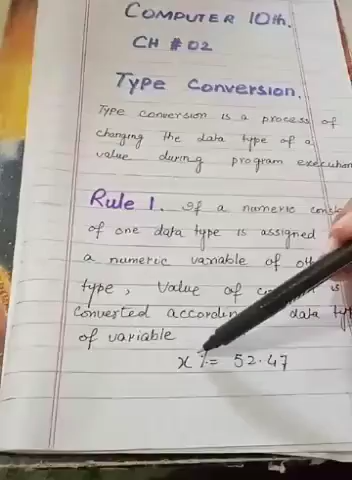 COMPUTER 10th.
CH # 02
Type Conversion.
Type conversion is a process of
changing the data type of a
value during program execution
Rule 1. If a numeric
of one data type is assigned
a numeric variable of
type, Value of is
Converted data
of variable
x % = 52.47